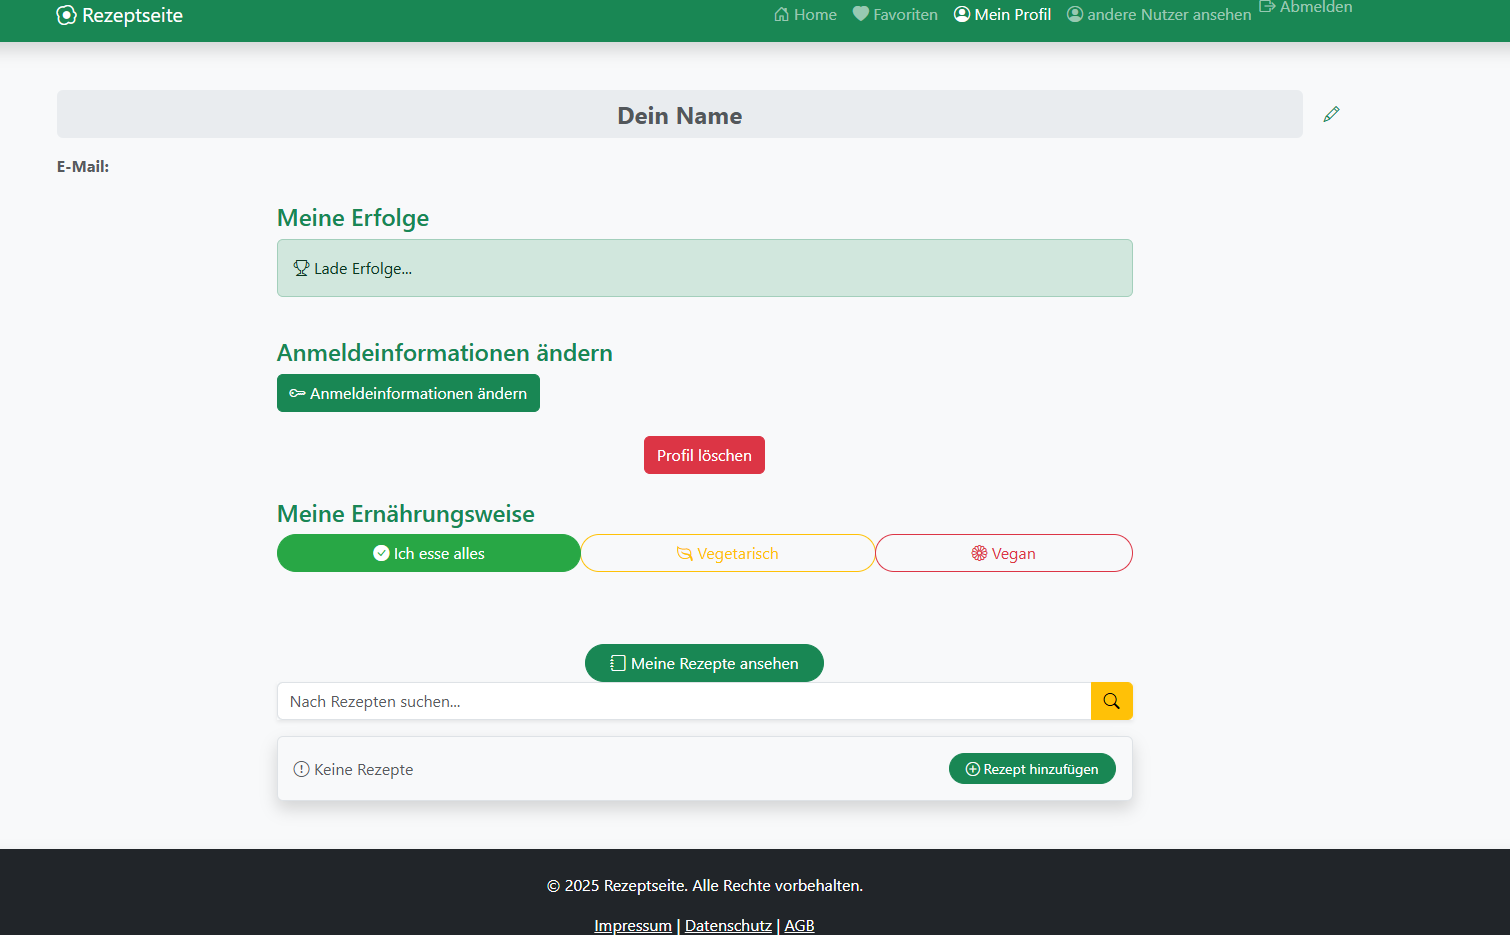 Rezeptseite
Home Favoriten Mein Profil andere Nutzer ansehen Abmelden
Dein Name
E-Mail:
Meine Erfolge
Lade Erfolge...
Anmeldeinformationen ändern
Anmeldeinformationen ändern
Profil löschen
Meine Ernährungsweise
Ich esse alles Vegetarisch Vegan
Meine Rezepte ansehen
Nach Rezepten suchen...
Keine Rezepte Rezept hinzufügen
© 2025 Rezeptseite. Alle Rechte vorbehalten.
Impressum | Datenschutz | AGB